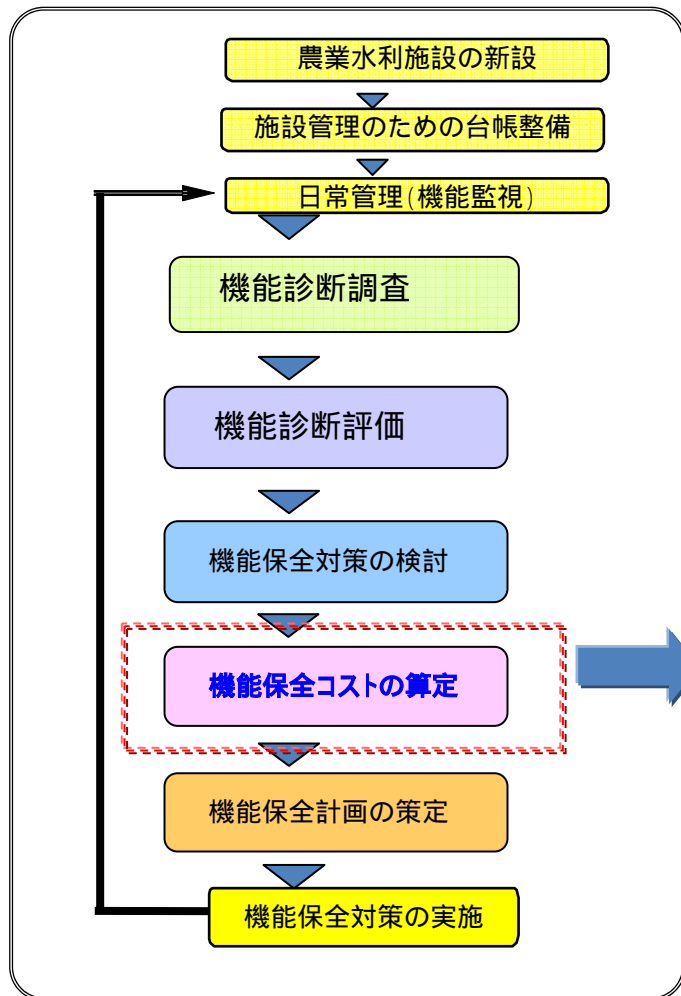 農業水利施設の新設
施設管理のための台帳整備
日常管理(機能監視)
機能診断調査
機能診断評価
機能保全対策の検討
機能保全コストの算定
機能保全計画の策定
機能保全対策の実施